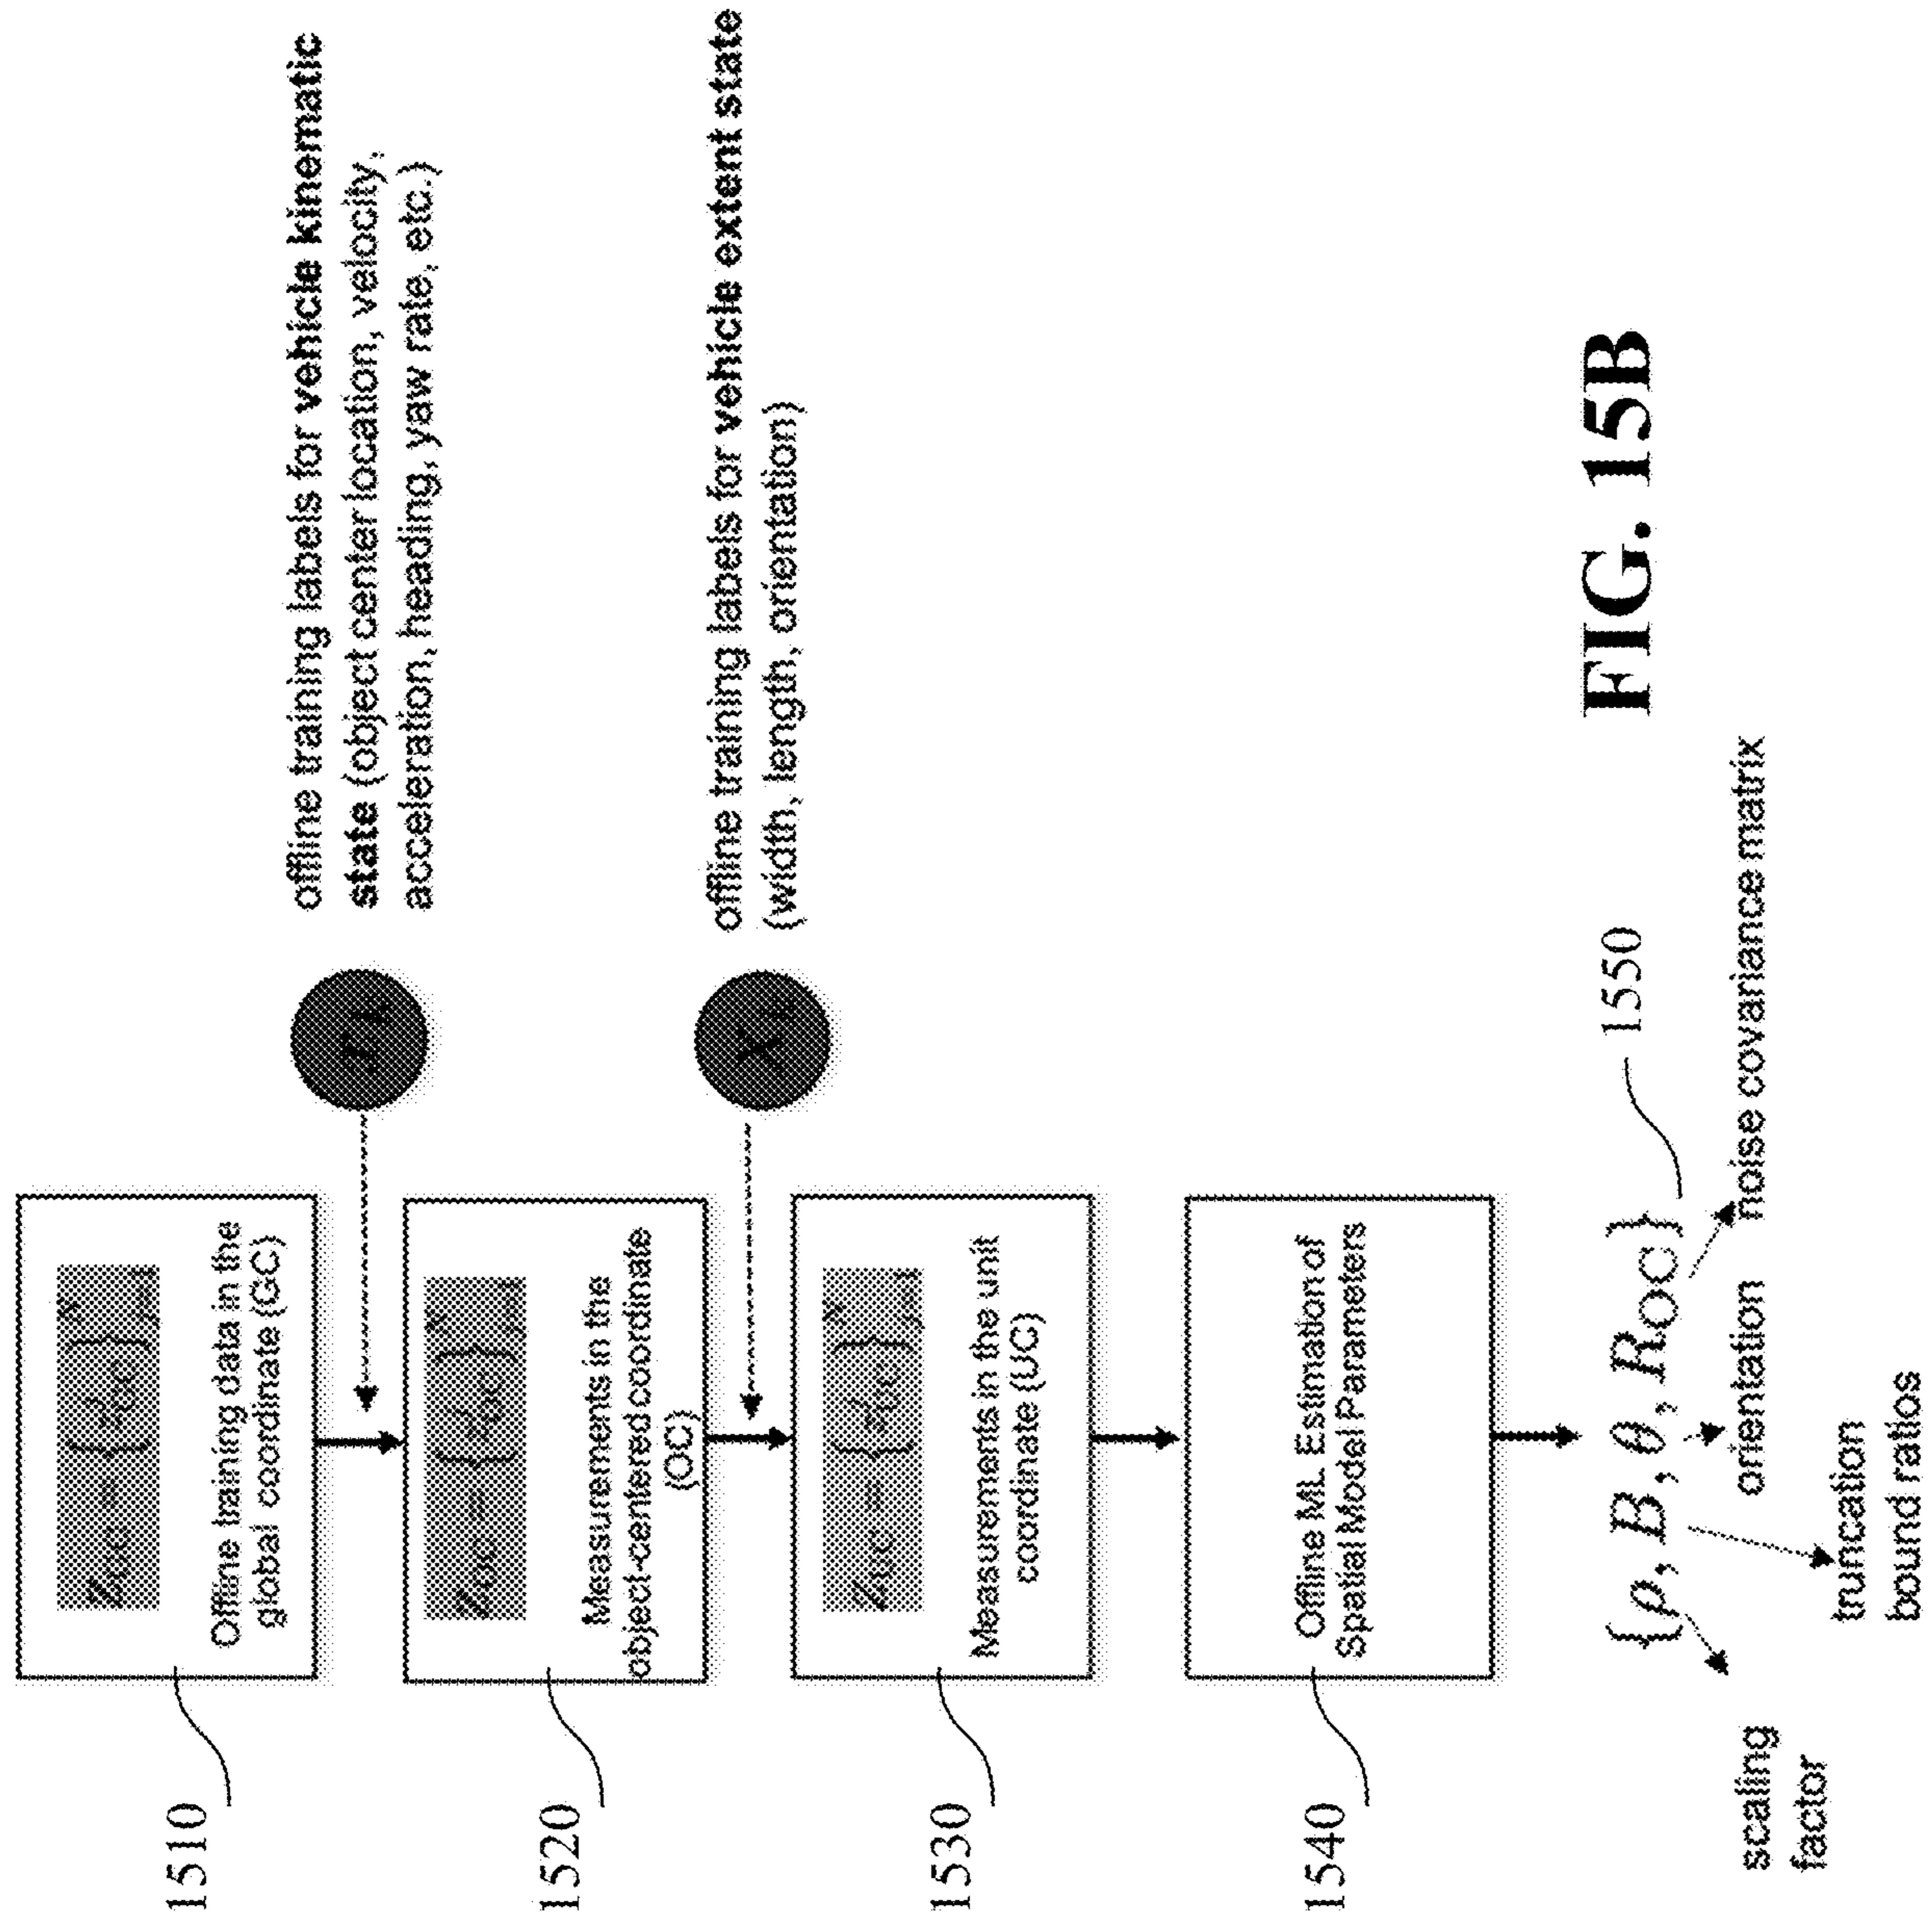 1510
Offline training data in the
global coordinate (GC)
offline training labels for vehicle kinematic
state (object center location, velocity,
acceleration, heading, yaw rate, etc.)
1520
Measurements in the
object-centered coordinate
(OC)
offline training labels for vehicle extent state
(width, length, orientation)
1530
Measurements in the unit
coordinate (UC)
1540
Offline ML Estimation of
Spatial Model Parameters
{ρ, B, θ, R_OC}
1550
scaling
factor
truncation
bound ratios
orientation
noise covariance matrix
FIG. 15B